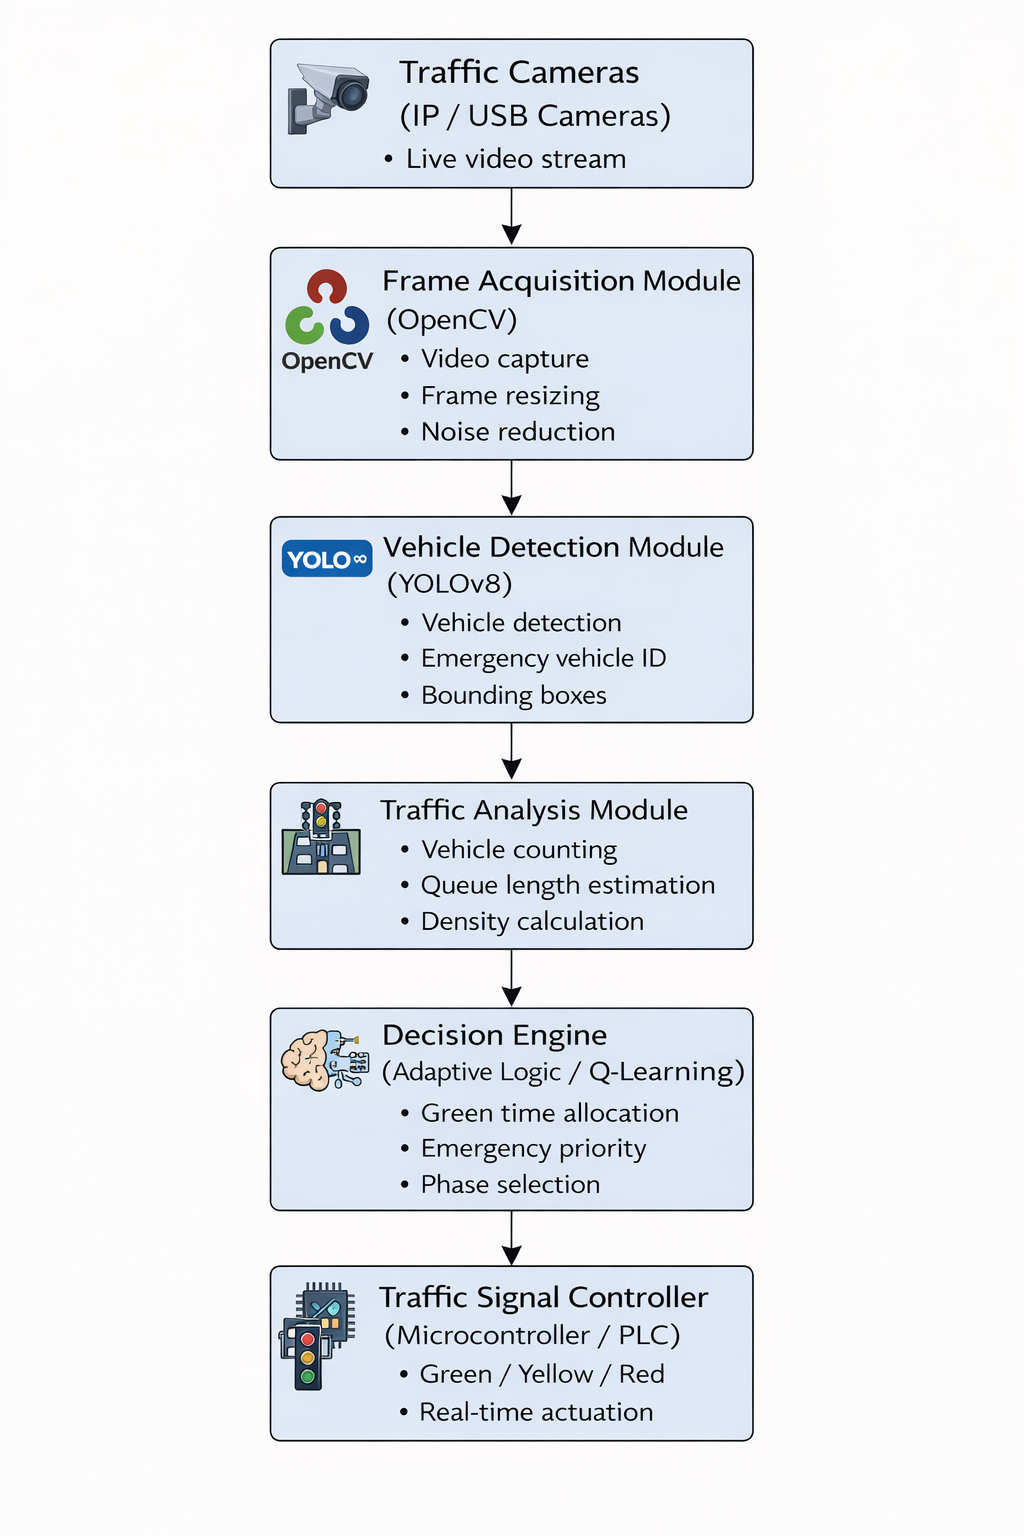 Traffic Cameras
(IP / USB Cameras)
• Live video stream
Frame Acquisition Module
(OpenCV)
OpenCV
• Video capture
• Frame resizing
• Noise reduction
YOLO∞
Vehicle Detection Module
(YOLOv8)
• Vehicle detection
• Emergency vehicle ID
• Bounding boxes
Traffic Analysis Module
• Vehicle counting
• Queue length estimation
• Density calculation
Decision Engine
(Adaptive Logic / Q-Learning)
• Green time allocation
• Emergency priority
• Phase selection
Traffic Signal Controller
(Microcontroller / PLC)
• Green / Yellow / Red
• Real-time actuation